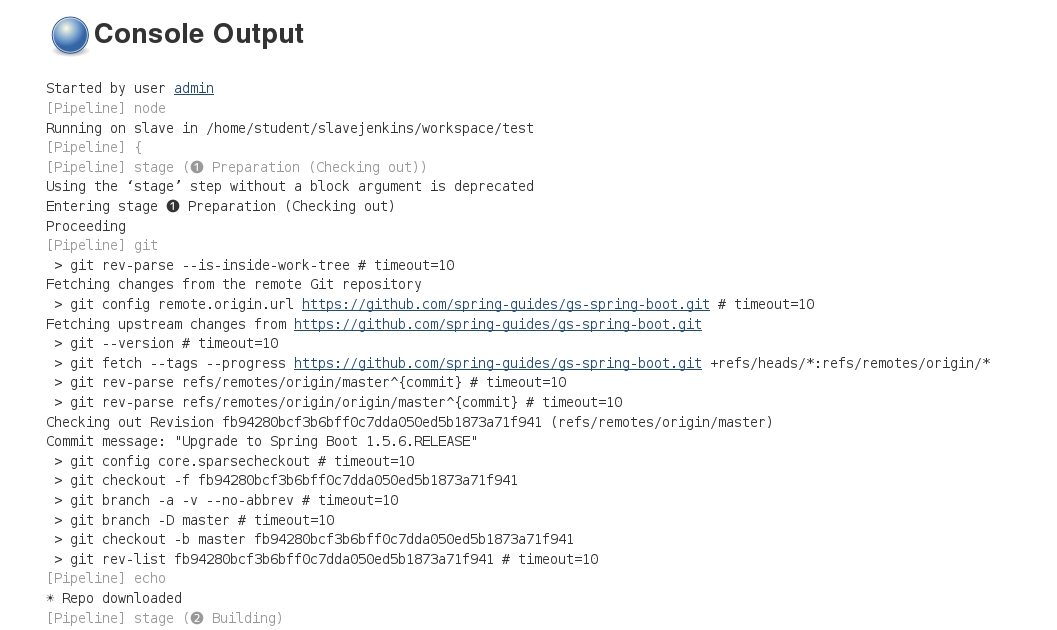 Console Output
Started by user admin
[Pipeline] node
Running on slave in /home/student/slavejenkins/workspace/test
[Pipeline] {
[Pipeline] stage (❶ Preparation (Checking out))
Using the ‘stage’ step without a block argument is deprecated
Entering stage ❶ Preparation (Checking out)
Proceeding
[Pipeline] git
> git rev-parse --is-inside-work-tree # timeout=10
Fetching changes from the remote Git repository
> git config remote.origin.url https://github.com/spring-guides/gs-spring-boot.git # timeout=10
Fetching upstream changes from https://github.com/spring-guides/gs-spring-boot.git
> git --version # timeout=10
> git fetch --tags --progress https://github.com/spring-guides/gs-spring-boot.git +refs/heads/*:refs/remotes/origin/*
> git rev-parse refs/remotes/origin/master^{commit} # timeout=10
> git rev-parse refs/remotes/origin/origin/master^{commit} # timeout=10
Checking out Revision fb94280bcf3b6bff0c7dda050ed5b1873a71f941 (refs/remotes/origin/master)
Commit message: "Upgrade to Spring Boot 1.5.6.RELEASE"
> git config core.sparsecheckout # timeout=10
> git checkout -f fb94280bcf3b6bff0c7dda050ed5b1873a71f941
> git branch -a -v --no-abbrev # timeout=10
> git branch -D master # timeout=10
> git checkout -b master fb94280bcf3b6bff0c7dda050ed5b1873a71f941
> git rev-list fb94280bcf3b6bff0c7dda050ed5b1873a71f941 # timeout=10
[Pipeline] echo
☀ Repo downloaded
[Pipeline] stage (❷ Building)